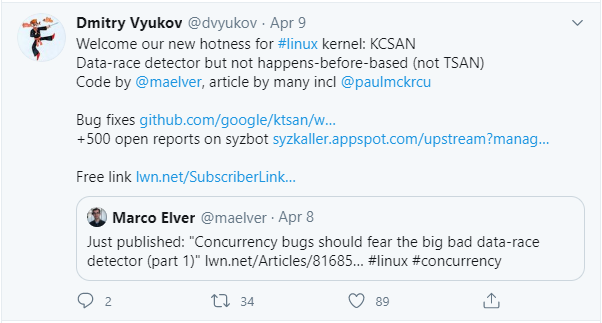 Dmitry Vyukov @dvyukov · Apr 9
Welcome our new hotness for #linux kernel: KCSAN
Data-race detector but not happens-before-based (not TSAN)
Code by @maelver, article by many incl @paulmckrcu
Bug fixes github.com/google/ktsan/w...
+500 open reports on syzbot syzkaller.appspot.com/upstream?manag...
Free link lwn.net/SubscriberLink...
Marco Elver @maelver · Apr 8
Just published: "Concurrency bugs should fear the big bad data-race
detector (part 1)" lwn.net/Articles/81685... #linux #concurrency
2 34 89